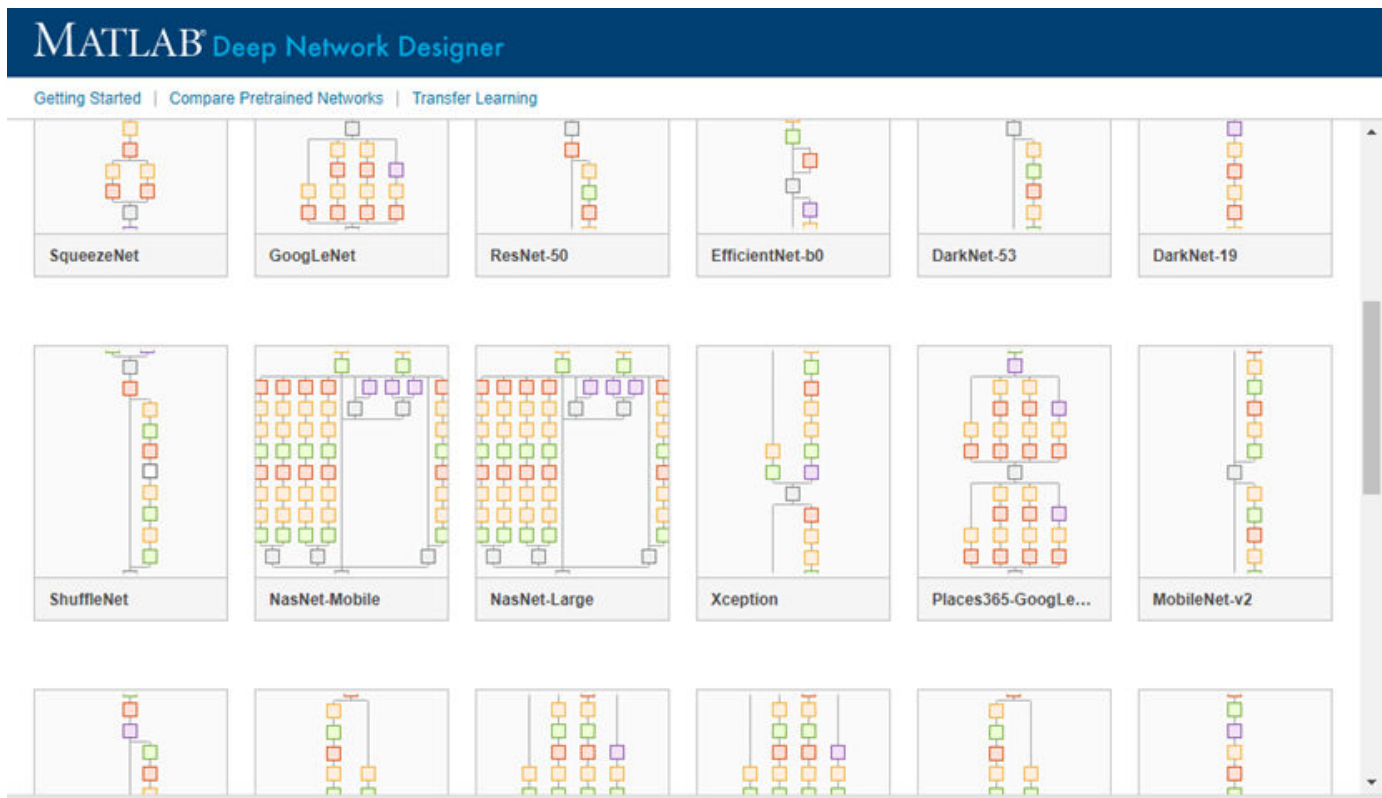 MATLAB® Deep Network Designer
Getting Started | Compare Pretrained Networks | Transfer Learning
SqueezeNet
GoogLeNet
ResNet-50
EfficientNet-b0
DarkNet-53
DarkNet-19
ShuffleNet
NasNet-Mobile
NasNet-Large
Xception
Places365-GoogLe...
MobileNet-v2